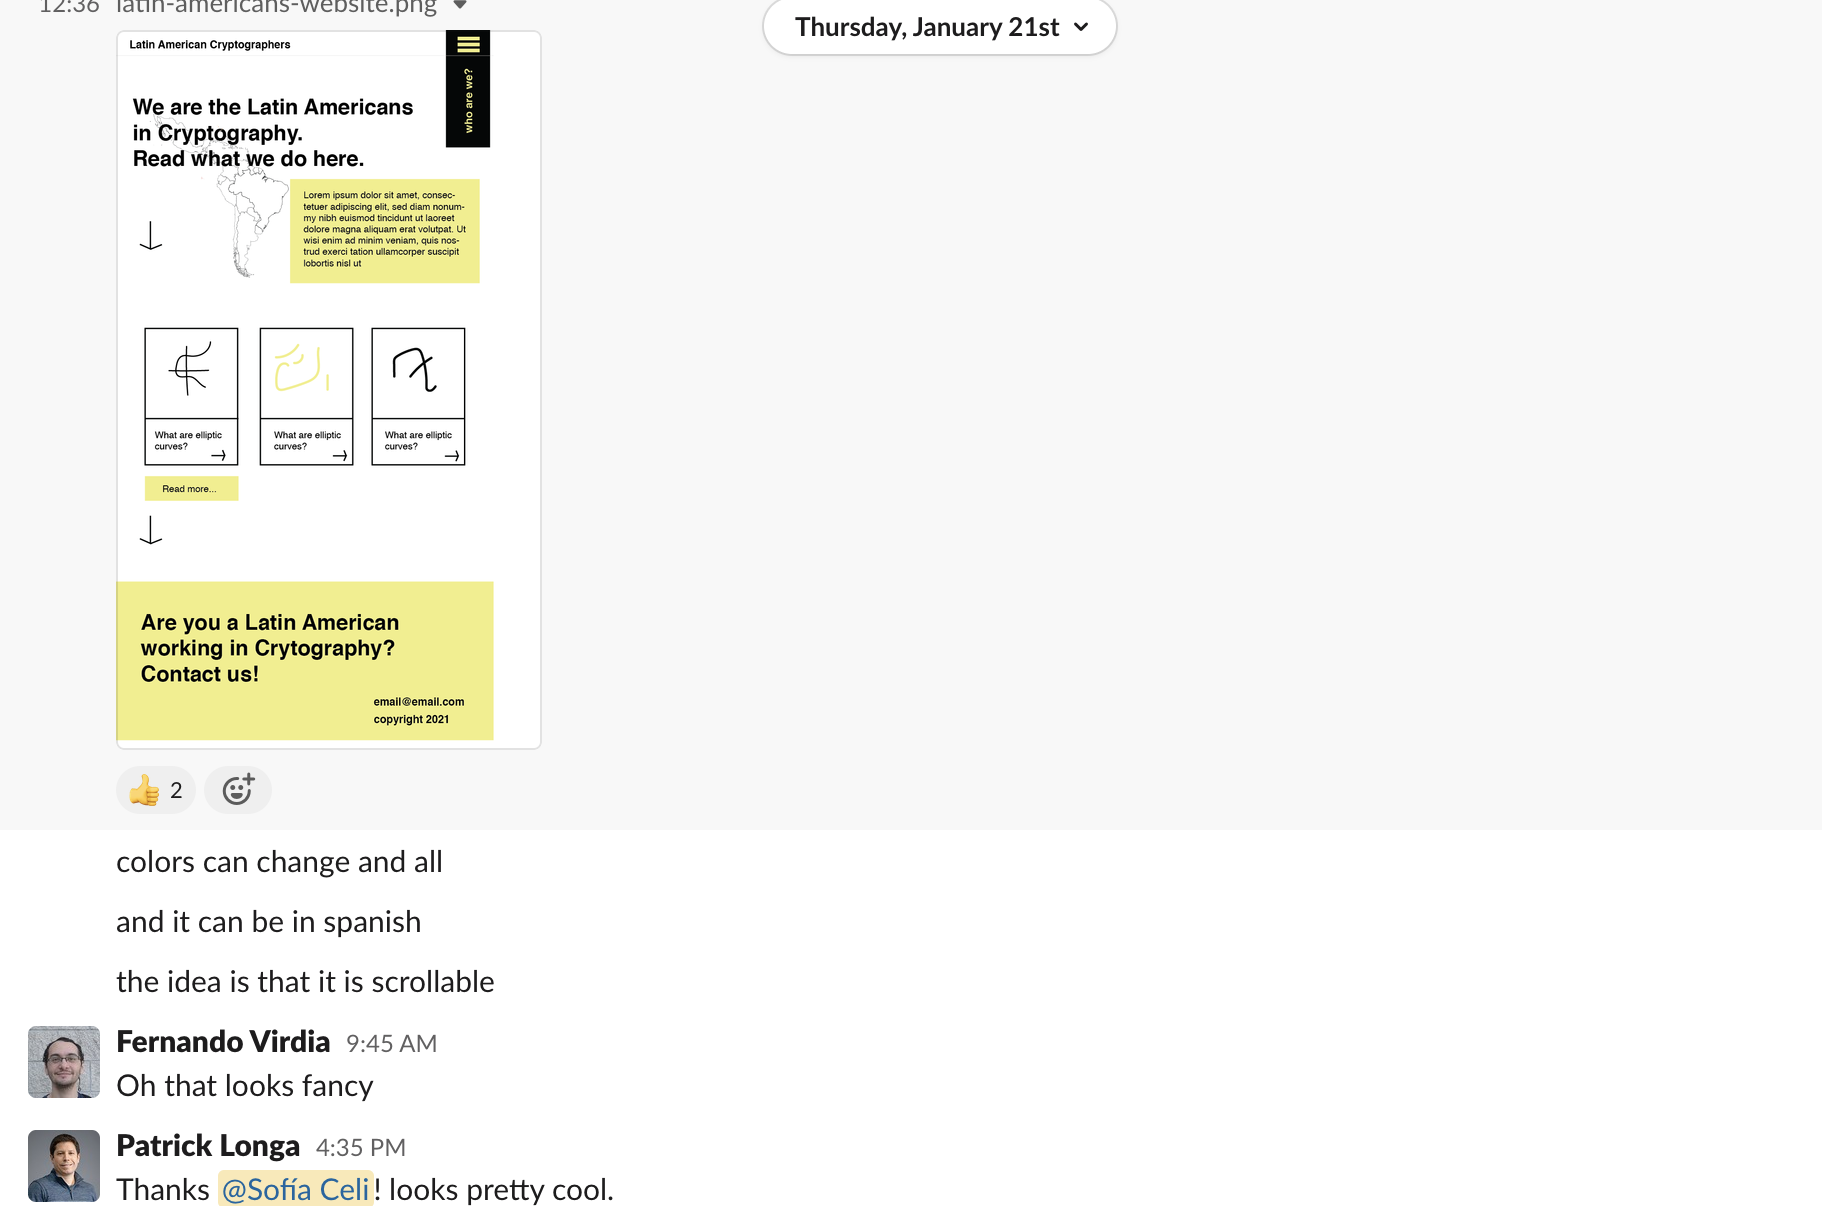 12:36 latin-americans-website.png
Thursday, January 21st
Latin American Cryptographers
who are we?
We are the Latin Americans
in Cryptography.
Read what we do here.
Lorem ipsum dolor sit amet, consec-
tetuer adipiscing elit, sed diam nonum-
my nibh euismod tincidunt ut laoreet
dolore magna aliquam erat volutpat. Ut
wisi enim ad minim veniam, quis nos-
trud exerci tation ullamcorper suscipit
lobortis nisl ut
What are elliptic
curves?
What are elliptic
curves?
What are elliptic
curves?
Read more...
Are you a Latin American
working in Crytography?
Contact us!
email@email.com
copyright 2021
2
colors can change and all
and it can be in spanish
the idea is that it is scrollable
Fernando Virdia 9:45 AM
Oh that looks fancy
Patrick Longa 4:35 PM
Thanks @Sofía Celi! looks pretty cool.